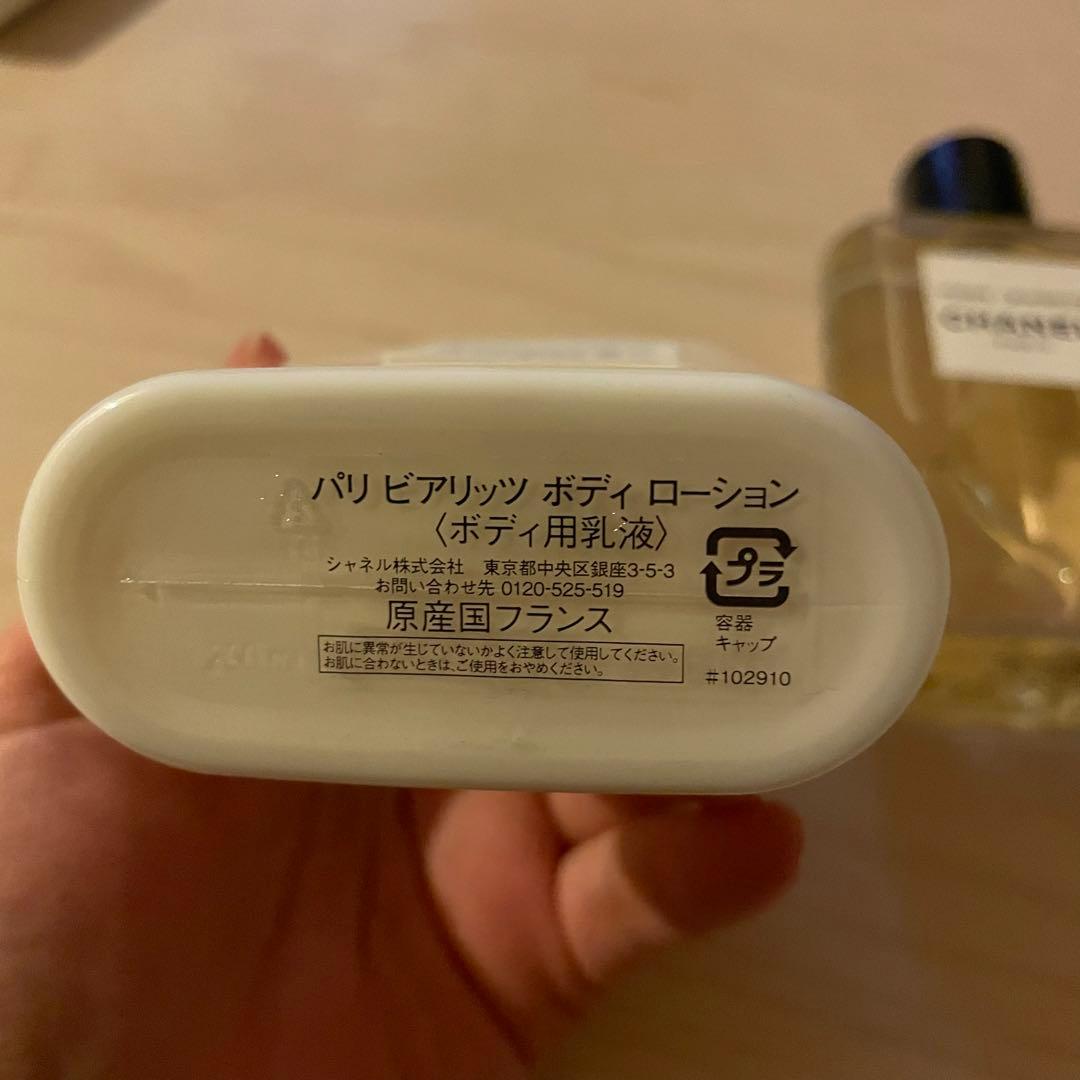 パリ ビアリッツ ボディ ローション
〈ボディ用乳液〉
シャネル株式会社 東京都中央区銀座3-5-3
お問い合わせ先 0120-525-519
原産国フランス
お肌に異常が生じていないかよく注意して使用してください。
お肌に合わないときは、ご使用をおやめください。
プラ
容器
キャップ
#102910
CHANEL